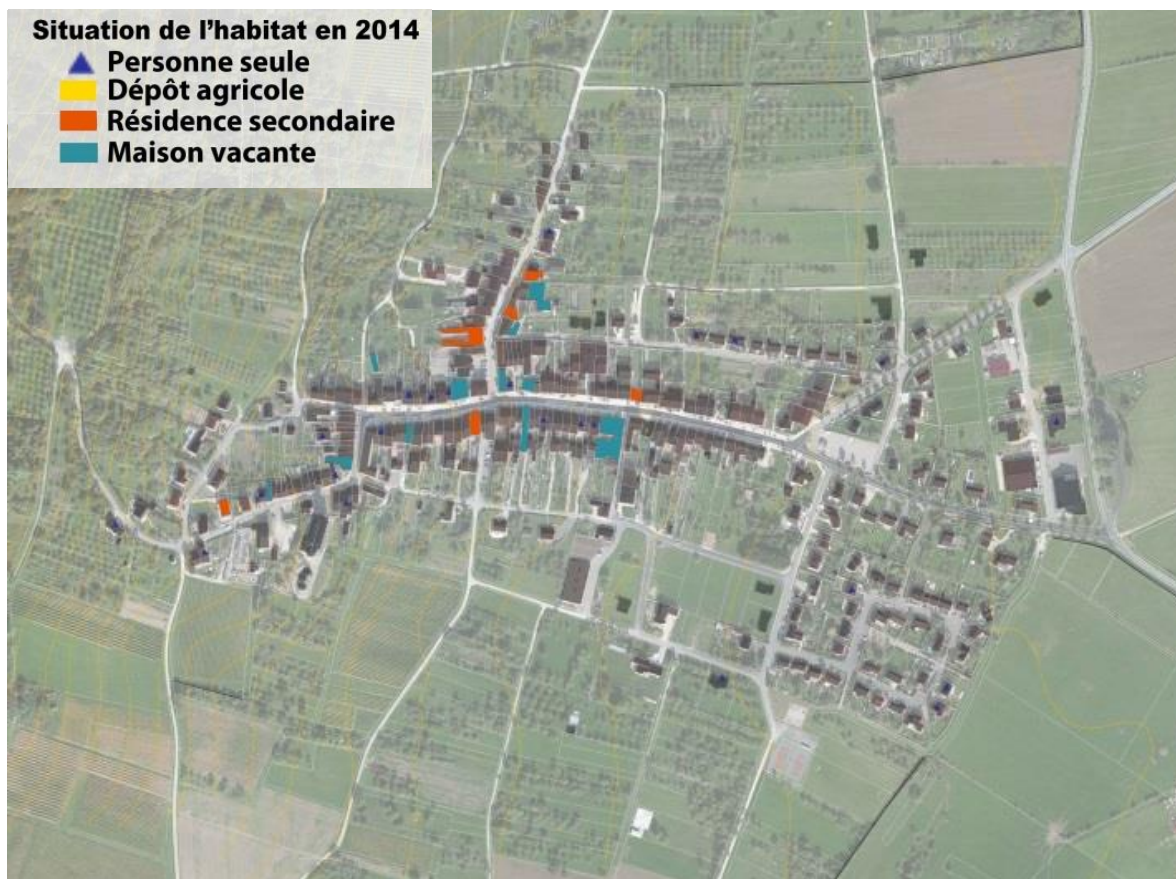 Situation de l'habitat en 2014
Personne seule
Dépôt agricole
Résidence secondaire
Maison vacante